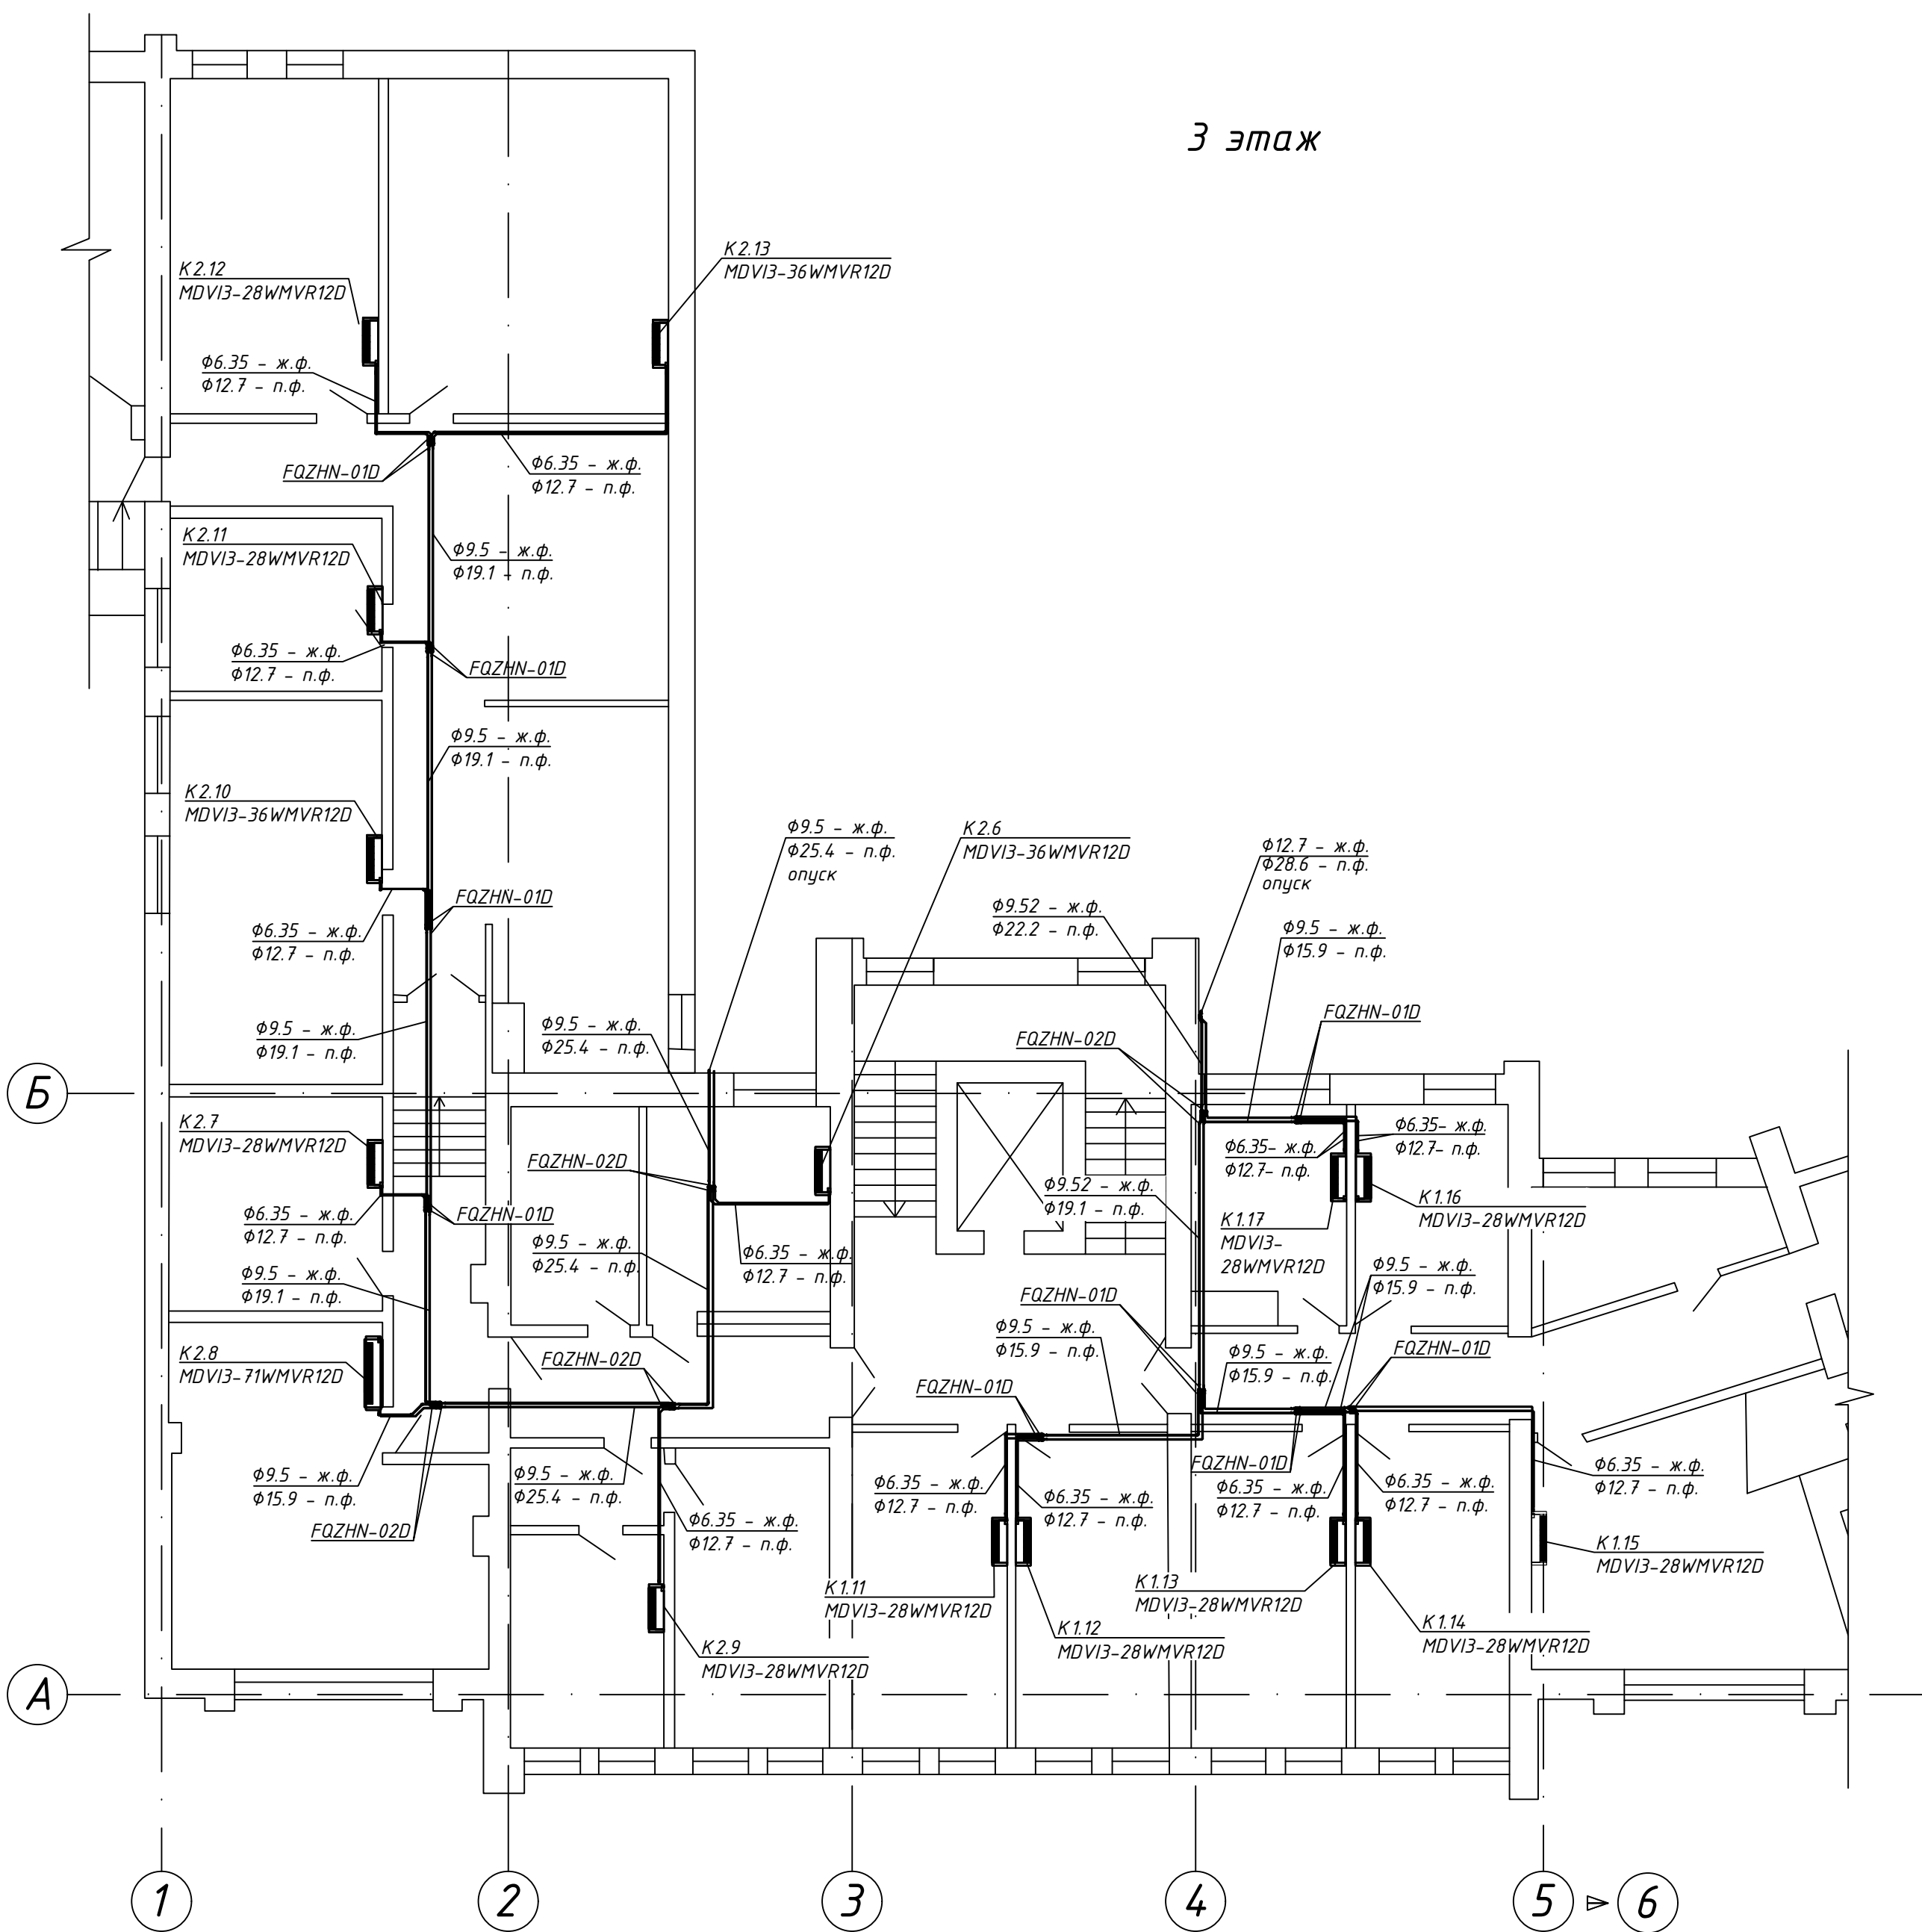 3 этаж
К2.13
MDVI3-36WMVR12D
К2.12
MDVI3-28WMVR12D
Ф6.35 - ж.ф.
Ф12.7 - п.ф.
FQZHN-01D
Ф6.35 - ж.ф.
Ф12.7 - п.ф.
К2.11
MDVI3-28WMVR12D
Ф9.5 - ж.ф.
Ф19.1 - п.ф.
Ф6.35 - ж.ф.
Ф12.7 - п.ф.
FQZHN-01D
Ф9.5 - ж.ф.
Ф19.1 - п.ф.
К2.10
MDVI3-36WMVR12D
Ф9.5 - ж.ф.
Ф25.4 - п.ф.
опуск
К2.6
MDVI3-36WMVR12D
Ф12.7 - ж.ф.
Ф28.6 - п.ф.
опуск
FQZHN-01D
Ф9.52 - ж.ф.
Ф22.2 - п.ф.
Ф6.35 - ж.ф.
Ф12.7 - п.ф.
Ф9.5 - ж.ф.
Ф15.9 - п.ф.
Ф9.5 - ж.ф.
Ф19.1 - п.ф.
Ф9.5 - ж.ф.
Ф25.4 - п.ф.
FQZHN-02D
FQZHN-01D
Б
К2.7
MDVI3-28WMVR12D
FQZHN-02D
Ф6.35- ж.ф.
Ф12.7- п.ф.
Ф6.35- ж.ф.
Ф12.7- п.ф.
Ф9.52 - ж.ф.
Ф19.1 - п.ф.
К1.16
MDVI3-28WMVR12D
Ф6.35 - ж.ф.
Ф12.7 - п.ф.
FQZHN-01D
К1.17
MDVI3-
28WMVR12D
Ф9.5 - ж.ф.
Ф25.4 - п.ф.
Ф6.35 - ж.ф.
Ф12.7 - п.ф.
Ф9.5 - ж.ф.
Ф19.1 - п.ф.
Ф9.5 - ж.ф.
Ф15.9 - п.ф.
FQZHN-01D
К2.8
MDVI3-71WMVR12D
FQZHN-02D
Ф9.5 - ж.ф.
Ф15.9 - п.ф.
Ф9.5 - ж.ф.
Ф15.9 - п.ф.
FQZHN-01D
FQZHN-01D
Ф9.5 - ж.ф.
Ф15.9 - п.ф.
Ф9.5 - ж.ф.
Ф25.4 - п.ф.
FQZHN-01D
Ф6.35 - ж.ф.
Ф12.7 - п.ф.
Ф6.35 - ж.ф.
Ф12.7 - п.ф.
Ф6.35 - ж.ф.
Ф12.7 - п.ф.
Ф6.35 - ж.ф.
Ф12.7 - п.ф.
Ф6.35 - ж.ф.
Ф12.7 - п.ф.
FQZHN-02D
Ф6.35 - ж.ф.
Ф12.7 - п.ф.
К1.15
MDVI3-28WMVR12D
К1.11
MDVI3-28WMVR12D
К1.13
MDVI3-28WMVR12D
К1.12
MDVI3-28WMVR12D
К1.14
MDVI3-28WMVR12D
К2.9
MDVI3-28WMVR12D
А
1
2
3
4
5
6